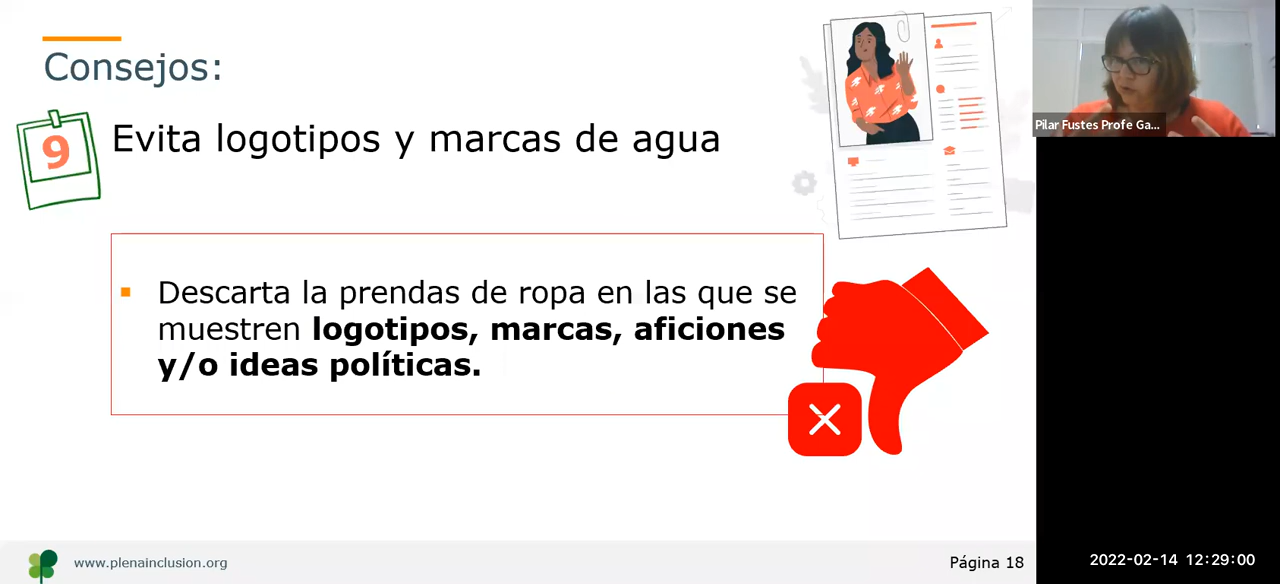 Consejos:
9
Evita logotipos y marcas de agua
Descarta la prendas de ropa en las que se
muestren logotipos, marcas, aficiones
y/o ideas políticas.
www.plenainclusion.org
Página 18
Pilar Fustes Profe Ga...
2022-02-14 12:29:00